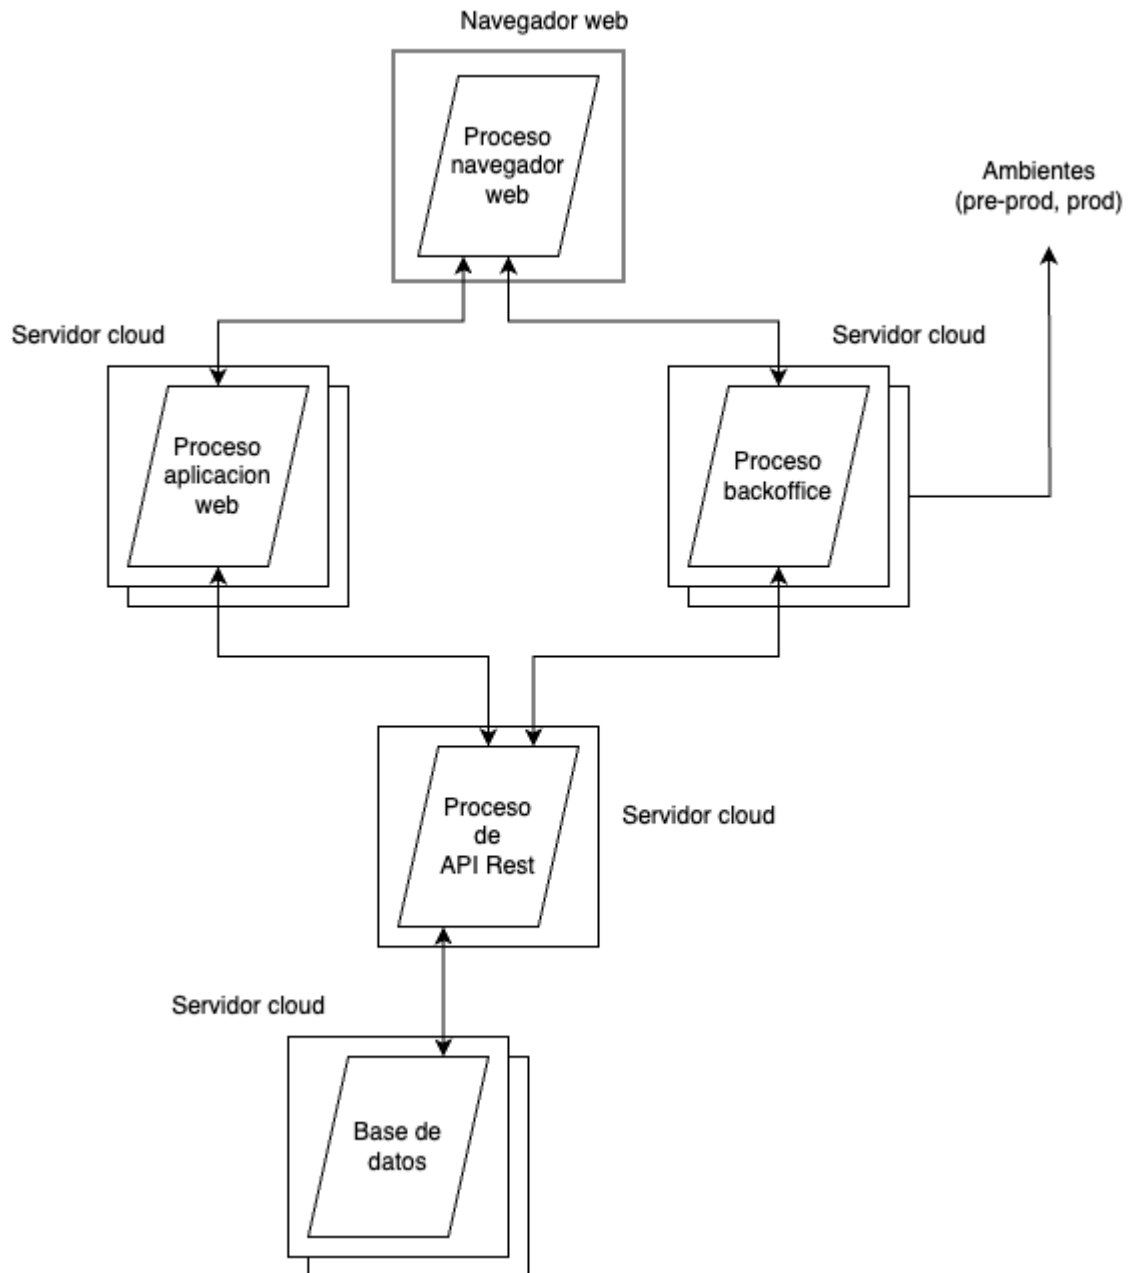 Navegador web
Proceso
navegador
web
Ambientes
(pre-prod, prod)
Servidor cloud
Servidor cloud
Proceso
aplicacion
web
Proceso
backoffice
Proceso
de
API Rest
Servidor cloud
Servidor cloud
Base de
datos